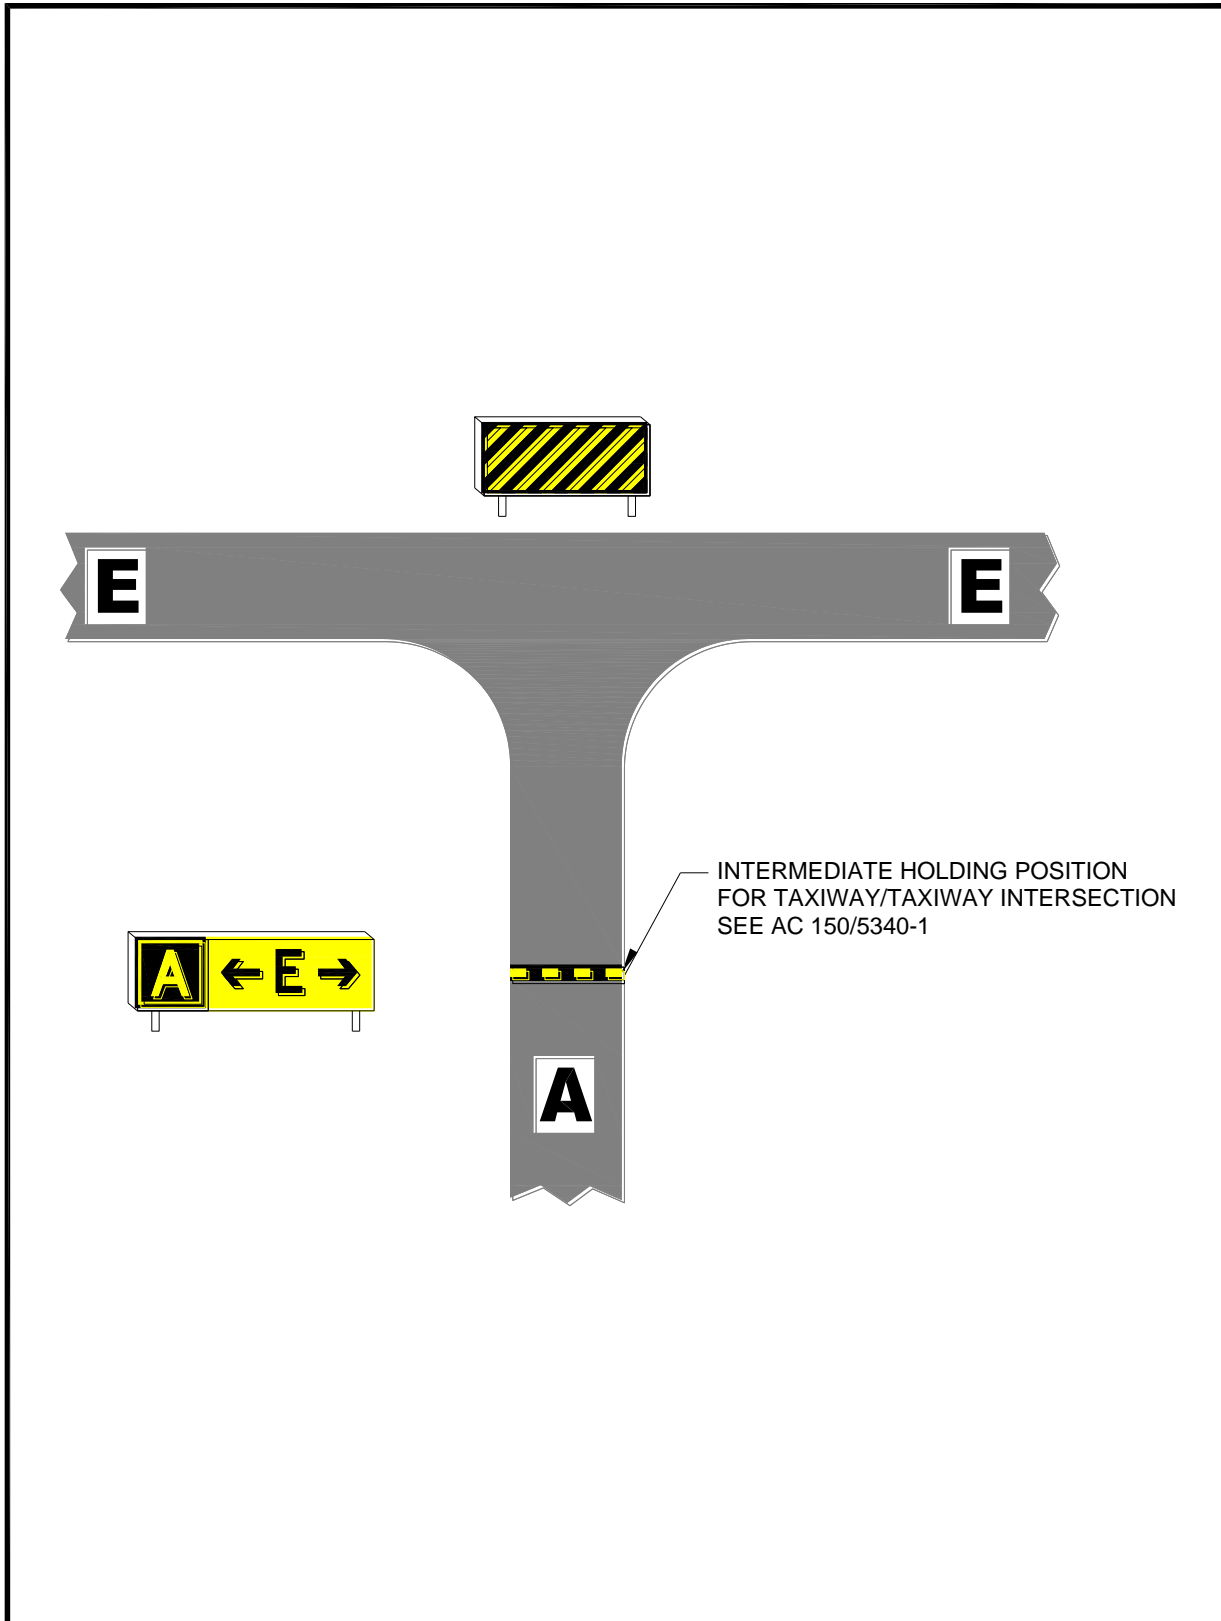 E E
INTERMEDIATE HOLDING POSITION
FOR TAXIWAY/TAXIWAY INTERSECTION
SEE AC 150/5340-1
A ← E →
A